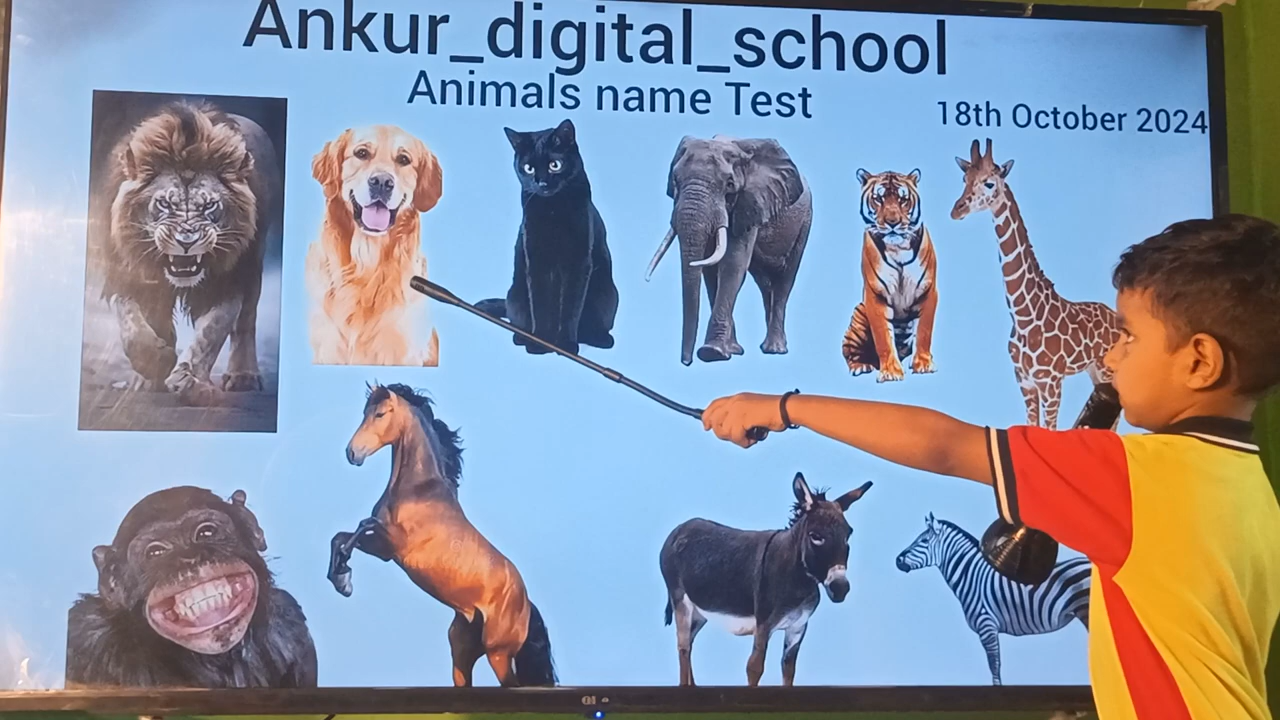 Ankur_digital_school
Animals name Test
18th October 2024